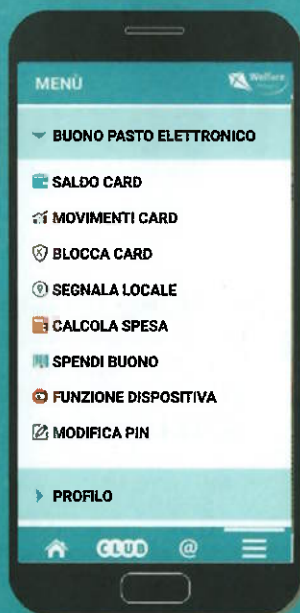 MENÙ
Welfare
BUONO PASTO ELETTRONICO
SALDO CARD
MOVIMENTI CARD
BLOCCA CARD
SEGNALA LOCALE
CALCOLA SPESA
SPENDI BUONO
FUNZIONE DISPOSITIVA
MODIFICA PIN
PROFILO
CLUB
@